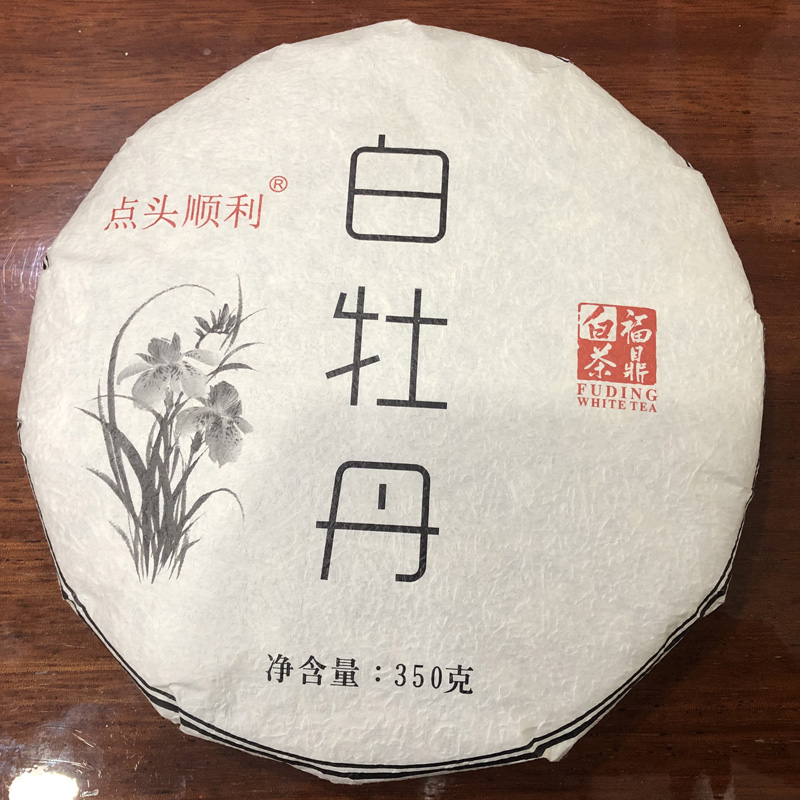 白牡丹
点头顺利®
福鼎
白茶
FUDING
WHITE TEA
净含量：350克